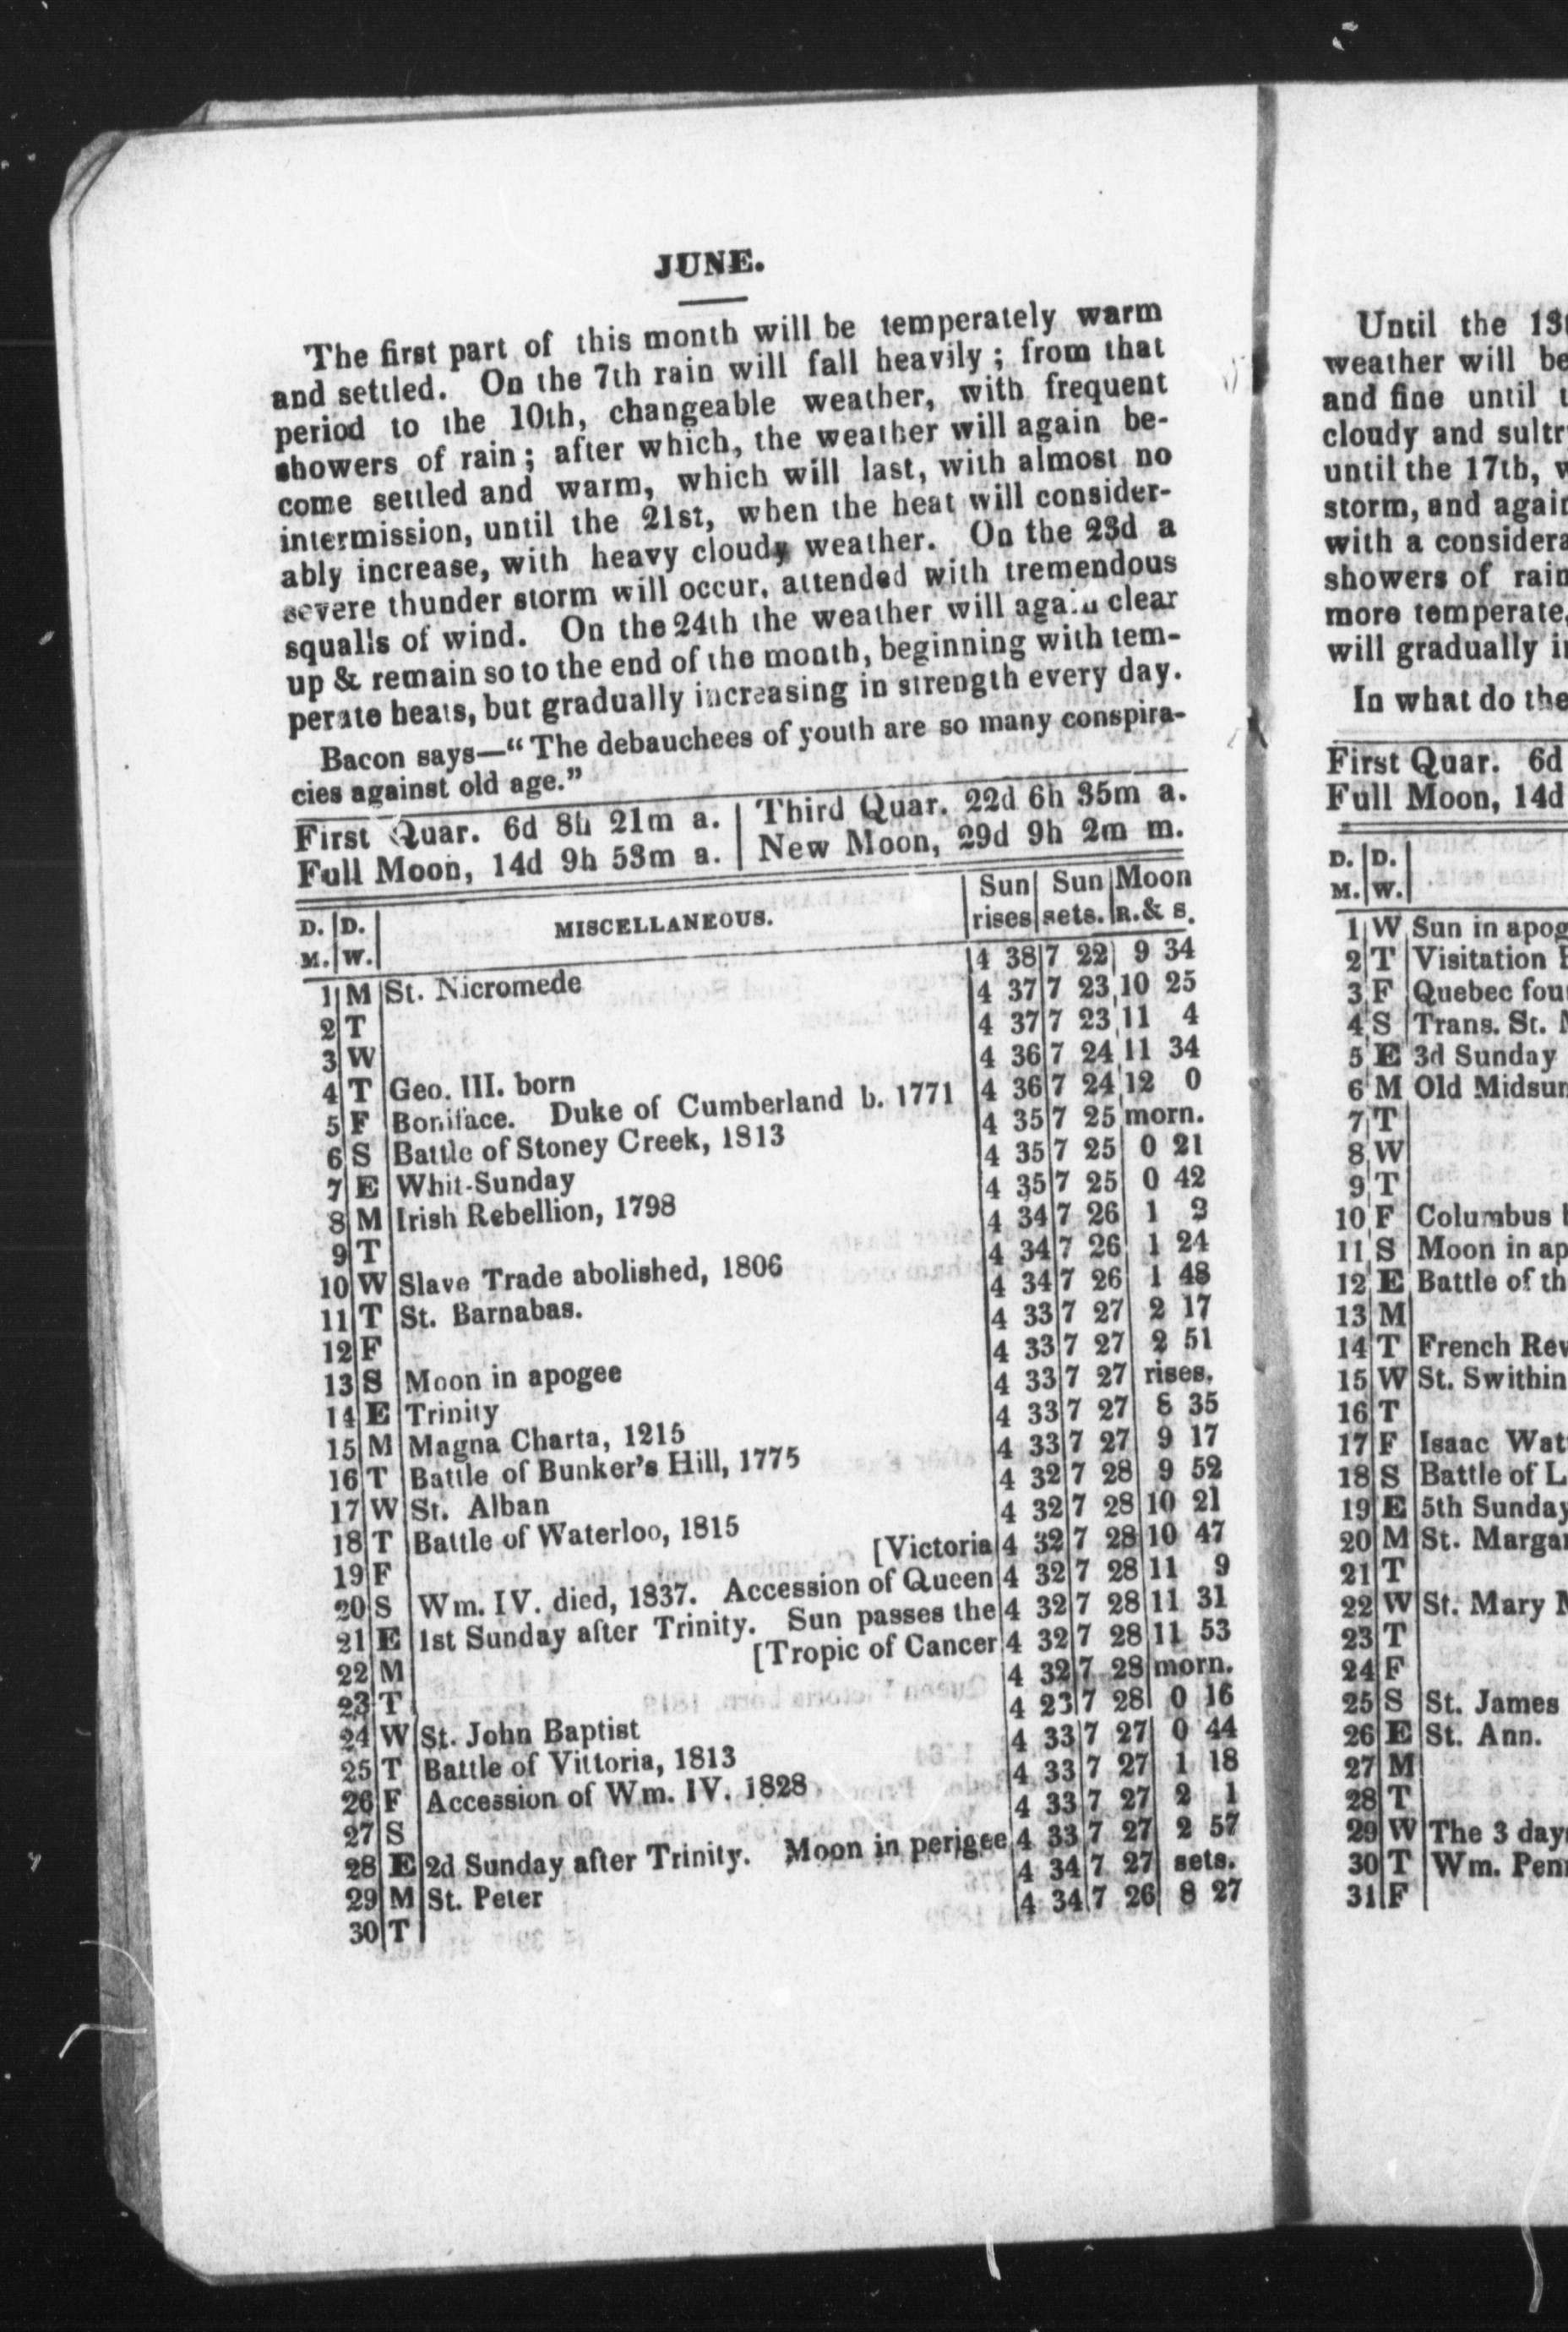 JUNE.
The first part of this month will be temperately warm
and settled. On the 7th rain will fall heavily; from that
period to the 10th, changeable weather, with frequent
showers of rain; after which, the weather will again be-
come settled and warm, which will last, with almost no
intermission, until the 21st, when the heat will consider-
ably increase, with heavy cloudy weather. On the 23d a
severe thunder storm will occur, attended with tremendous
squalls of wind. On the 24th the weather will again clear
up & remain so to the end of the month, beginning with tem-
perate heats, but gradually increasing in strength every day.
Bacon says—“The debauchees of youth are so many conspira-
cies against old age.”
First Quar. 6d 8h 21m a. | Third Quar. 22d 6h 35m a.
Full Moon, 14d 9h 53m a. | New Moon, 29d 9h 2m m.
D. D. Sun Sun Moon
M. W. MISCELLANEOUS. rises sets. R. & S.
1 M St. Nicromede 4 38 7 22 9 34
2 T 4 37 7 23 10 25
3 W 4 37 7 23 11 4
4 T Geo. III. born 4 36 7 24 11 34
5 F Boniface. Duke of Cumberland b. 1771 4 36 7 24 12 0
6 S Battle of Stoney Creek, 1813 4 35 7 25 morn.
7 E Whit-Sunday 4 35 7 25 0 21
8 M Irish Rebellion, 1798 4 35 7 25 0 42
9 T 4 34 7 26 1 3
10 W Slave Trade abolished, 1806 4 34 7 26 1 24
11 T St. Barnabas. 4 34 7 26 1 48
12 F 4 33 7 27 2 17
13 S Moon in apogee 4 33 7 27 2 51
14 E Trinity 4 33 7 27 rises.
15 M Magna Charta, 1215 4 33 7 27 8 35
16 T Battle of Bunker's Hill, 1775 4 33 7 27 9 17
17 W St. Alban 4 32 7 28 9 52
18 T Battle of Waterloo, 1815 4 32 7 28 10 21
19 F [Victoria 4 32 7 28 10 47
20 S Wm. IV. died, 1837. Accession of Queen 4 32 7 28 11 9
21 E 1st Sunday after Trinity. Sun passes the 4 32 7 28 11 31
22 M [Tropic of Cancer 4 32 7 28 11 53
23 T 4 32 7 28 morn.
24 W St. John Baptist 4 23 7 28 0 16
25 T Battle of Vittoria, 1813 4 33 7 27 0 44
26 F Accession of Wm. IV. 1828 4 33 7 27 1 18
27 S 4 33 7 27 2 1
28 E 2d Sunday after Trinity. Moon in perigee 4 33 7 27 2 57
29 M St. Peter 4 34 7 27 sets.
30 T 4 34 7 26 8 27
Until the
weather will be
and fine until
cloudy and
until the 17th,
storm, and
with a
showers of
more temperate,
will gradually
In what do
First Quar. 6d
Full Moon, 14d
D. D.
M. W.
1 W Sun in
2 T Visitation
3 F Quebec
4 S Trans. St.
5 E 3d Sunday
6 M Old
7 T
8 W
9 T
10 F Columbus
11 S Moon in
12 E Battle of
13 M
14 T French
15 W St. Swithin
16 T
17 F Isaac
18 S Battle of
19 E 5th Sunday
20 M St.
21 T
22 W St. Mary
23 T
24 F
25 S St. James
26 E St. Ann.
27 M
28 T
29 W The 3
30 T Wm.
31 F